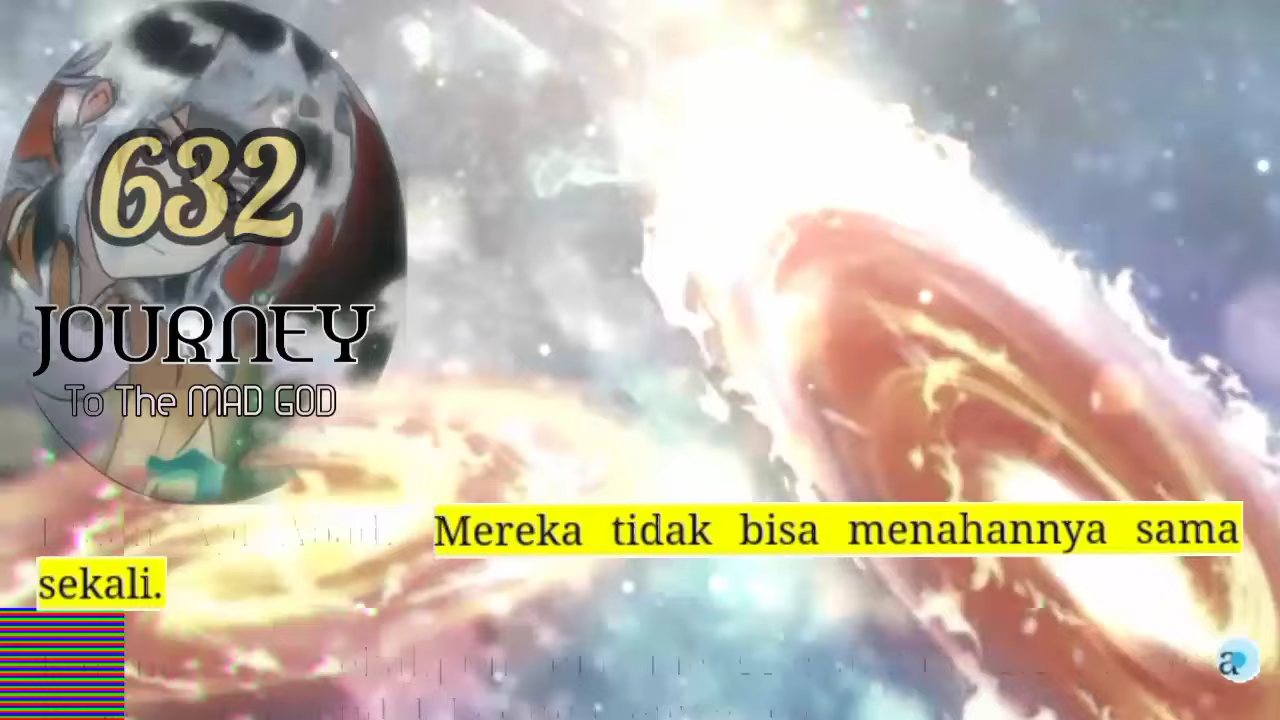 632
JOURNEY
To The MAD GOD
Mereka tidak bisa menahannya sama
sekali.
a